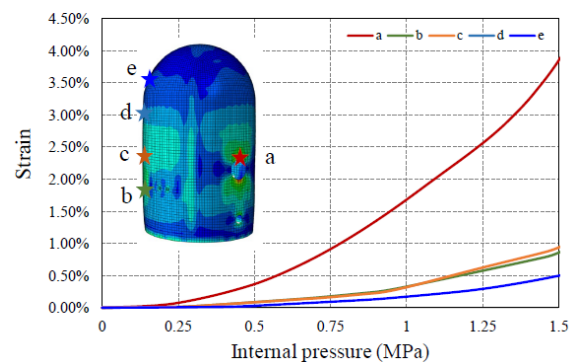 4.50%
4.00%
3.50%
3.00%
2.50%
2.00%
1.50%
1.00%
0.50%
0.00%
Strain
a b c d e
e
d
c
b
a
0 0.25 0.5 0.75 1 1.25 1.5
Internal pressure (MPa)